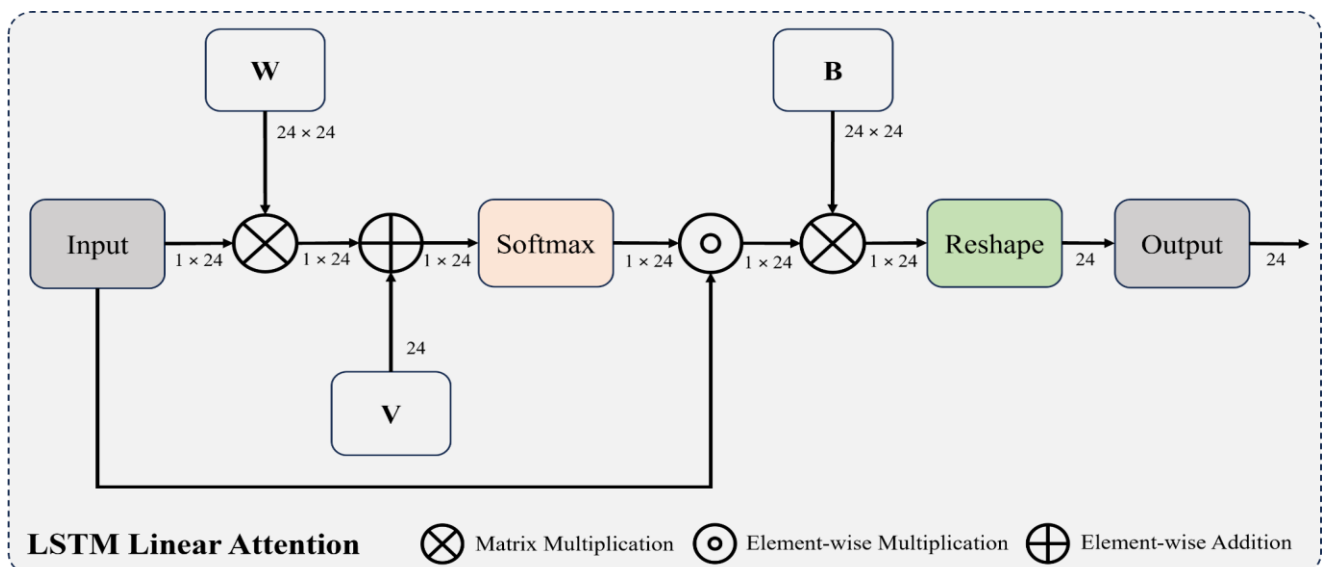 W
B
24 × 24
24 × 24
Input
Softmax
Reshape
Output
1 × 24
1 × 24
1 × 24
1 × 24
1 × 24
1 × 24
24
24
24
V
LSTM Linear Attention
Matrix Multiplication
Element-wise Multiplication
Element-wise Addition